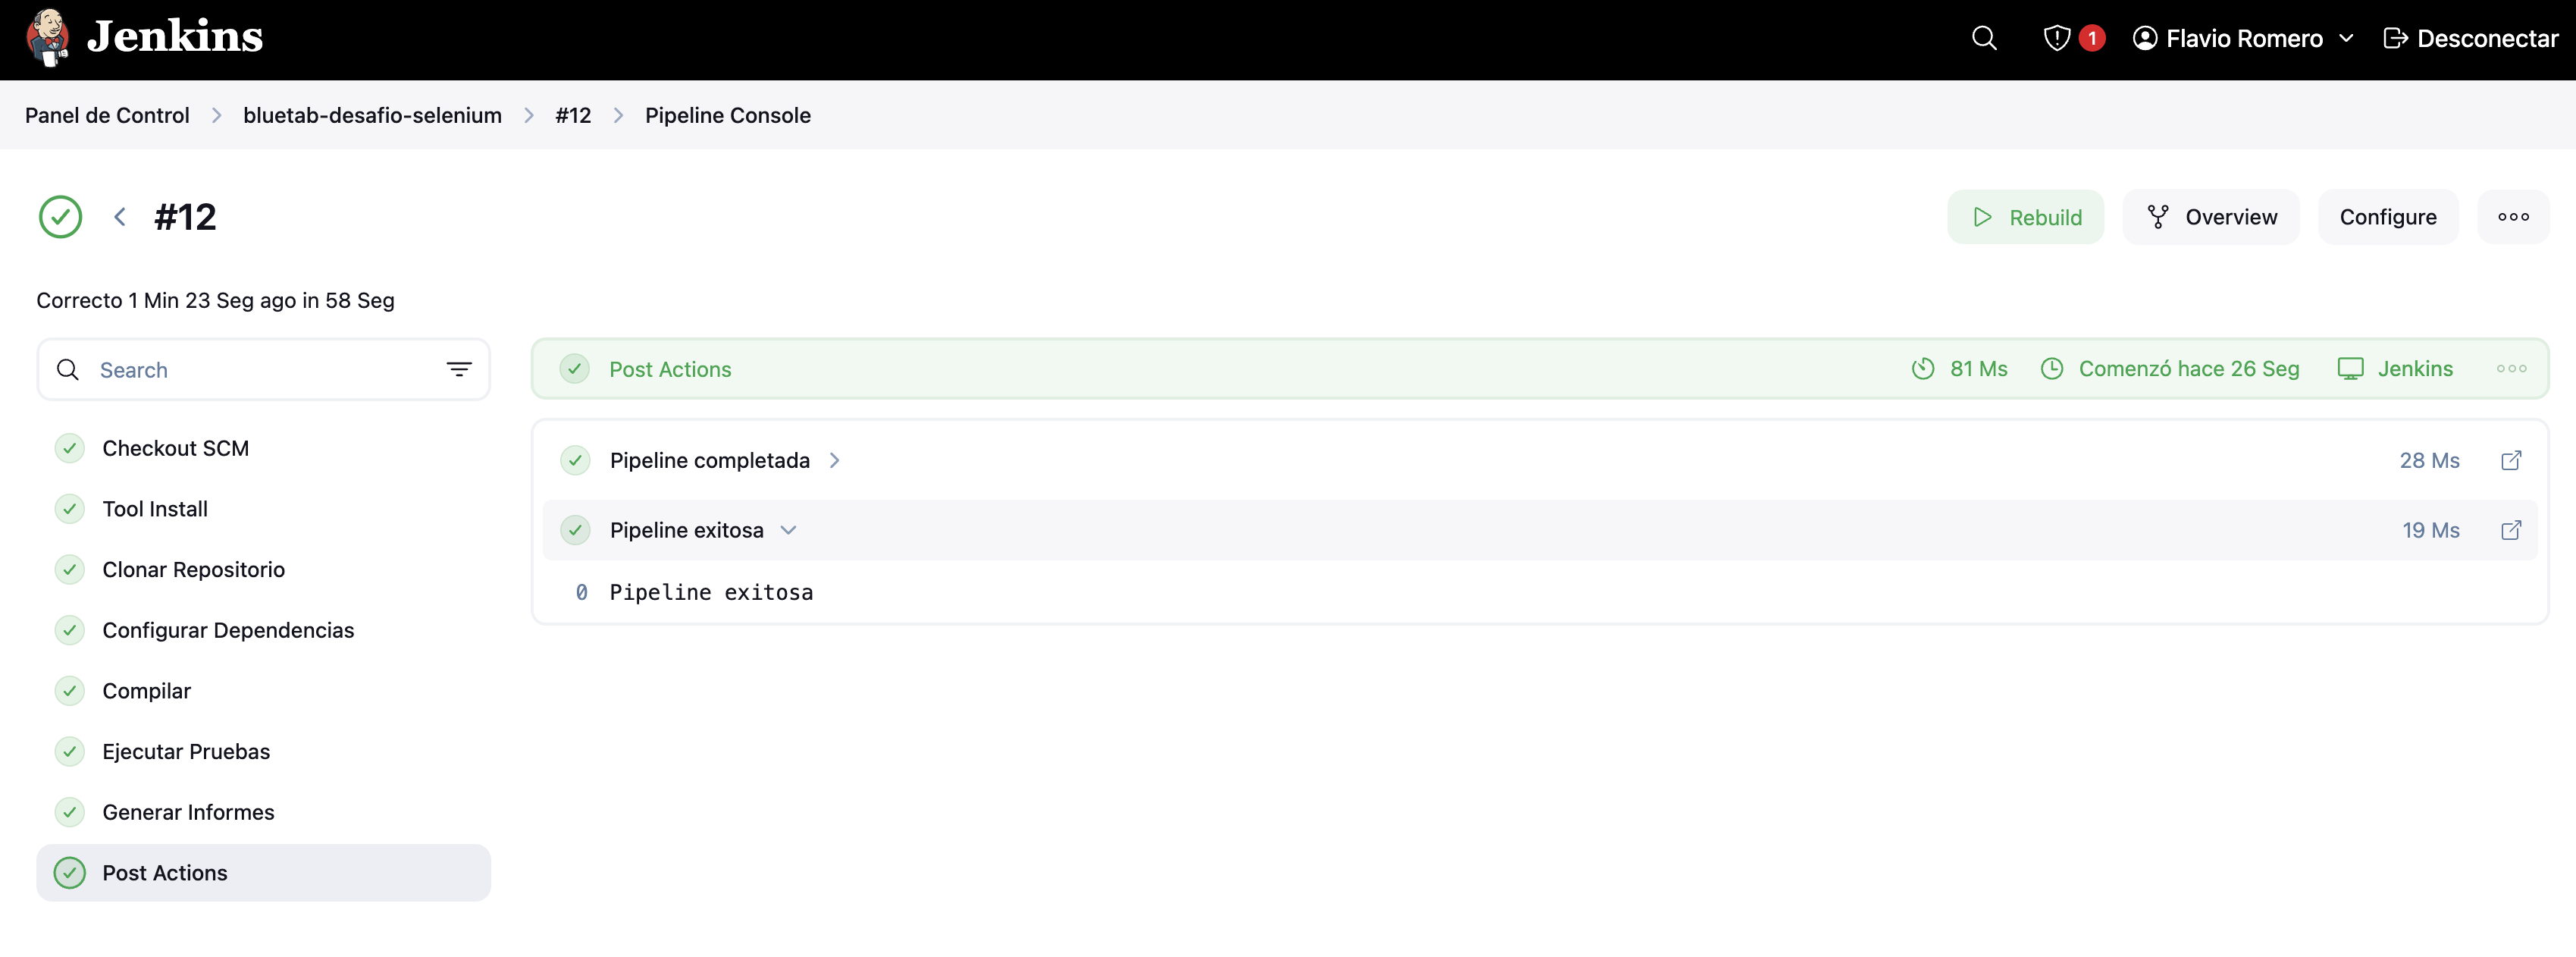 Jenkins
1
Flavio Romero
Desconectar
Panel de Control
bluetab-desafio-selenium
#12
Pipeline Console
#12
Rebuild
Overview
Configure
Correcto 1 Min 23 Seg ago in 58 Seg
Search
Checkout SCM
Tool Install
Clonar Repositorio
Configurar Dependencias
Compilar
Ejecutar Pruebas
Generar Informes
Post Actions
Post Actions
81 Ms
Comenzó hace 26 Seg
Jenkins
Pipeline completada
28 Ms
Pipeline exitosa
19 Ms
0 Pipeline exitosa